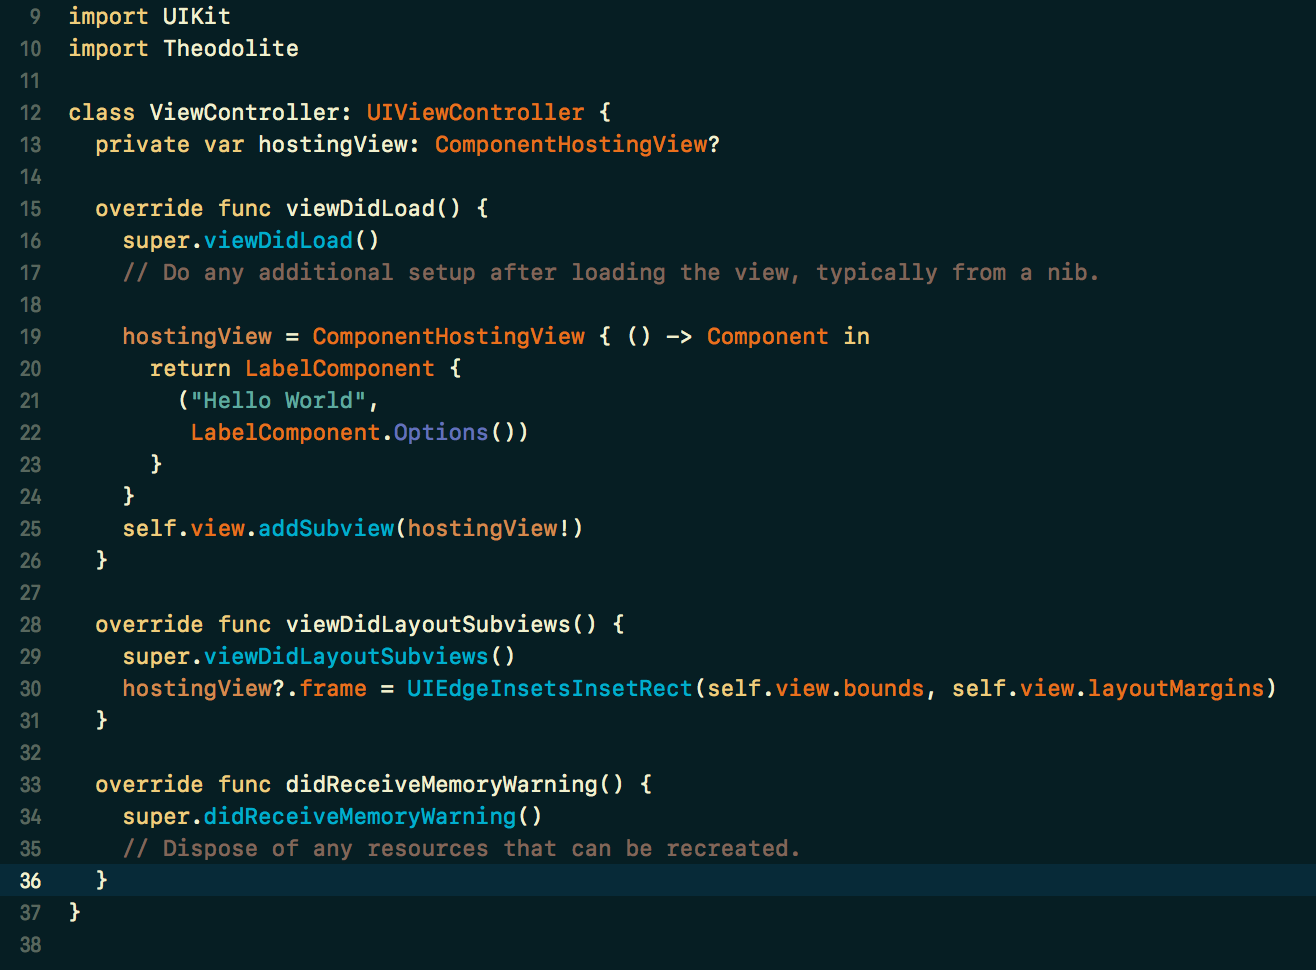 9 import UIKit
10 import Theodolite
11
12 class ViewController: UIViewController {
13   private var hostingView: ComponentHostingView?
14
15   override func viewDidLoad() {
16     super.viewDidLoad()
17     // Do any additional setup after loading the view, typically from a nib.
18
19     hostingView = ComponentHostingView { () -> Component in
20       return LabelComponent {
21         ("Hello World",
22          LabelComponent.Options())
23       }
24     }
25     self.view.addSubview(hostingView!)
26   }
27
28   override func viewDidLayoutSubviews() {
29     super.viewDidLayoutSubviews()
30     hostingView?.frame = UIEdgeInsetsInsetRect(self.view.bounds, self.view.layoutMargins)
31   }
32
33   override func didReceiveMemoryWarning() {
34     super.didReceiveMemoryWarning()
35     // Dispose of any resources that can be recreated.
36   }
37 }
38